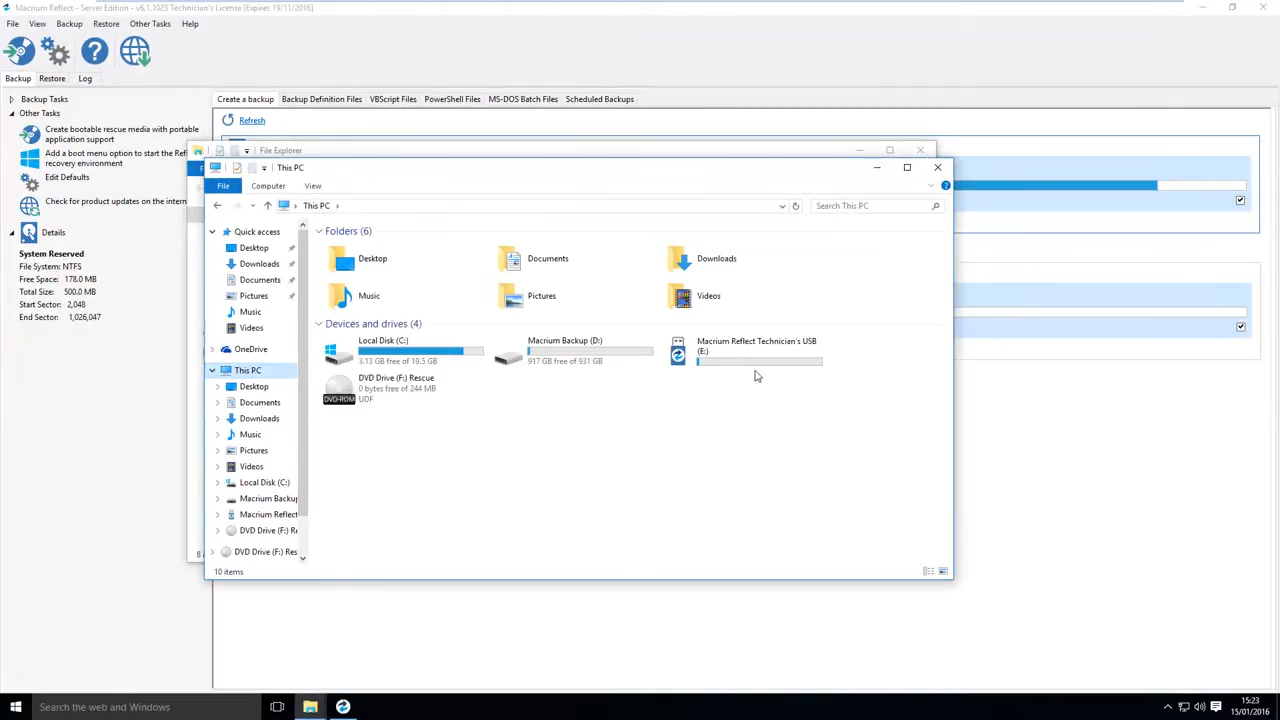 Macrium Reflect - Server Edition - v6.1.1023 Technician's License [Expires 19/11/2016]
File View Backup Restore Other Tasks Help
Backup Restore Log
Backup Tasks
Other Tasks
Create bootable rescue media with portable
application support
Add a boot menu option to start the Ref
recovery environment
Edit Defaults
Check for product updates on the intern
Details
System Reserved
File System: NTFS
Free Space: 178.0 MB
Total Size: 500.0 MB
Start Sector: 2,048
End Sector: 1,026,047
Create a backup Backup Definition Files VBScript Files PowerShell Files MS-DOS Batch Files Scheduled Backups
Refresh
File Explorer
This PC
File Computer View
This PC
Search This PC
Quick access
Desktop
Downloads
Documents
Pictures
Music
Videos
OneDrive
This PC
Desktop
Documents
Downloads
Music
Pictures
Videos
Local Disk (C:)
Macrium Backup
Macrium Reflect
DVD Drive (F:) R
DVD Drive (F:) Res
Folders (6)
Desktop
Documents
Downloads
Music
Pictures
Videos
Devices and drives (4)
Local Disk (C:)
3.13 GB free of 19.5 GB
Macrium Backup (D:)
917 GB free of 931 GB
Macrium Reflect Technician's USB
(E:)
DVD-ROM
DVD Drive (F:) Rescue
0 bytes free of 244 MB
UDF
8
10 items
Search the web and Windows
15:23
15/01/2016